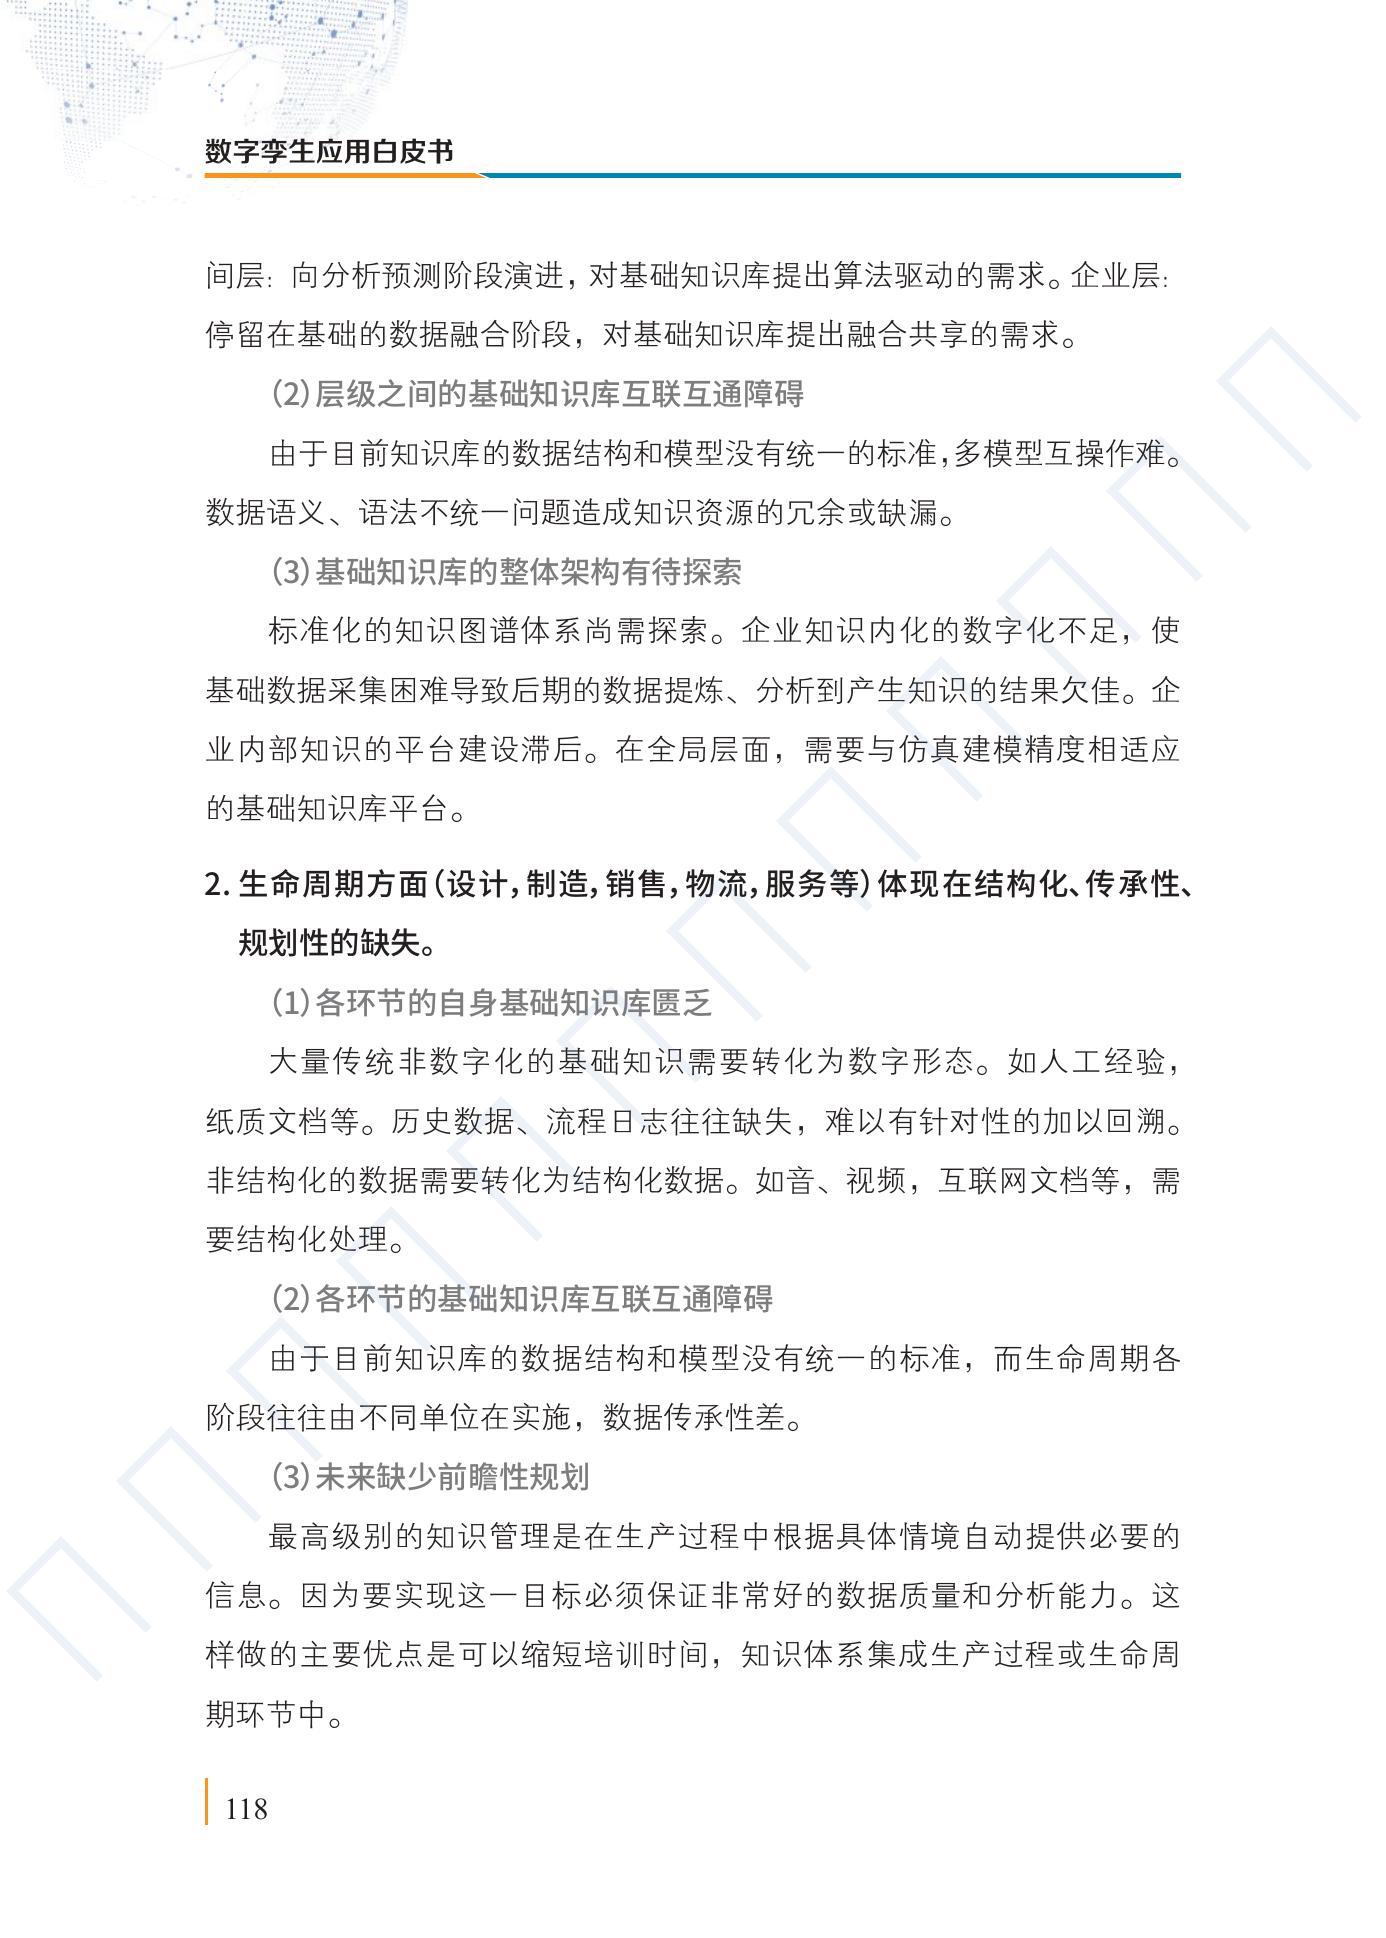 数字孪生应用白皮书
间层：向分析预测阶段演进，对基础知识库提出算法驱动的需求。企业层：
停留在基础的数据融合阶段，对基础知识库提出融合共享的需求。
（2）层级之间的基础知识库互联互通障碍
由于目前知识库的数据结构和模型没有统一的标准，多模型互操作难。
数据语义、语法不统一问题造成知识资源的冗余或缺漏。
（3）基础知识库的整体架构有待探索
标准化的知识图谱体系尚需探索。企业知识内化的数字化不足，使
基础数据采集困难导致后期的数据提炼、分析到产生知识的结果欠佳。企
业内部知识的平台建设滞后。在全局层面，需要与仿真建模精度相适应
的基础知识库平台。
2. 生命周期方面（设计，制造，销售，物流，服务等）体现在结构化、传承性、
规划性的缺失。
（1）各环节的自身基础知识库匮乏
大量传统非数字化的基础知识需要转化为数字形态。如人工经验，
纸质文档等。历史数据、流程日志往往缺失，难以有针对性的加以回溯。
非结构化的数据需要转化为结构化数据。如音、视频，互联网文档等，需
要结构化处理。
（2）各环节的基础知识库互联互通障碍
由于目前知识库的数据结构和模型没有统一的标准，而生命周期各
阶段往往由不同单位在实施，数据传承性差。
（3）未来缺少前瞻性规划
最高级别的知识管理是在生产过程中根据具体情境自动提供必要的
信息。因为要实现这一目标必须保证非常好的数据质量和分析能力。这
样做的主要优点是可以缩短培训时间，知识体系集成生产过程或生命周
期环节中。
118